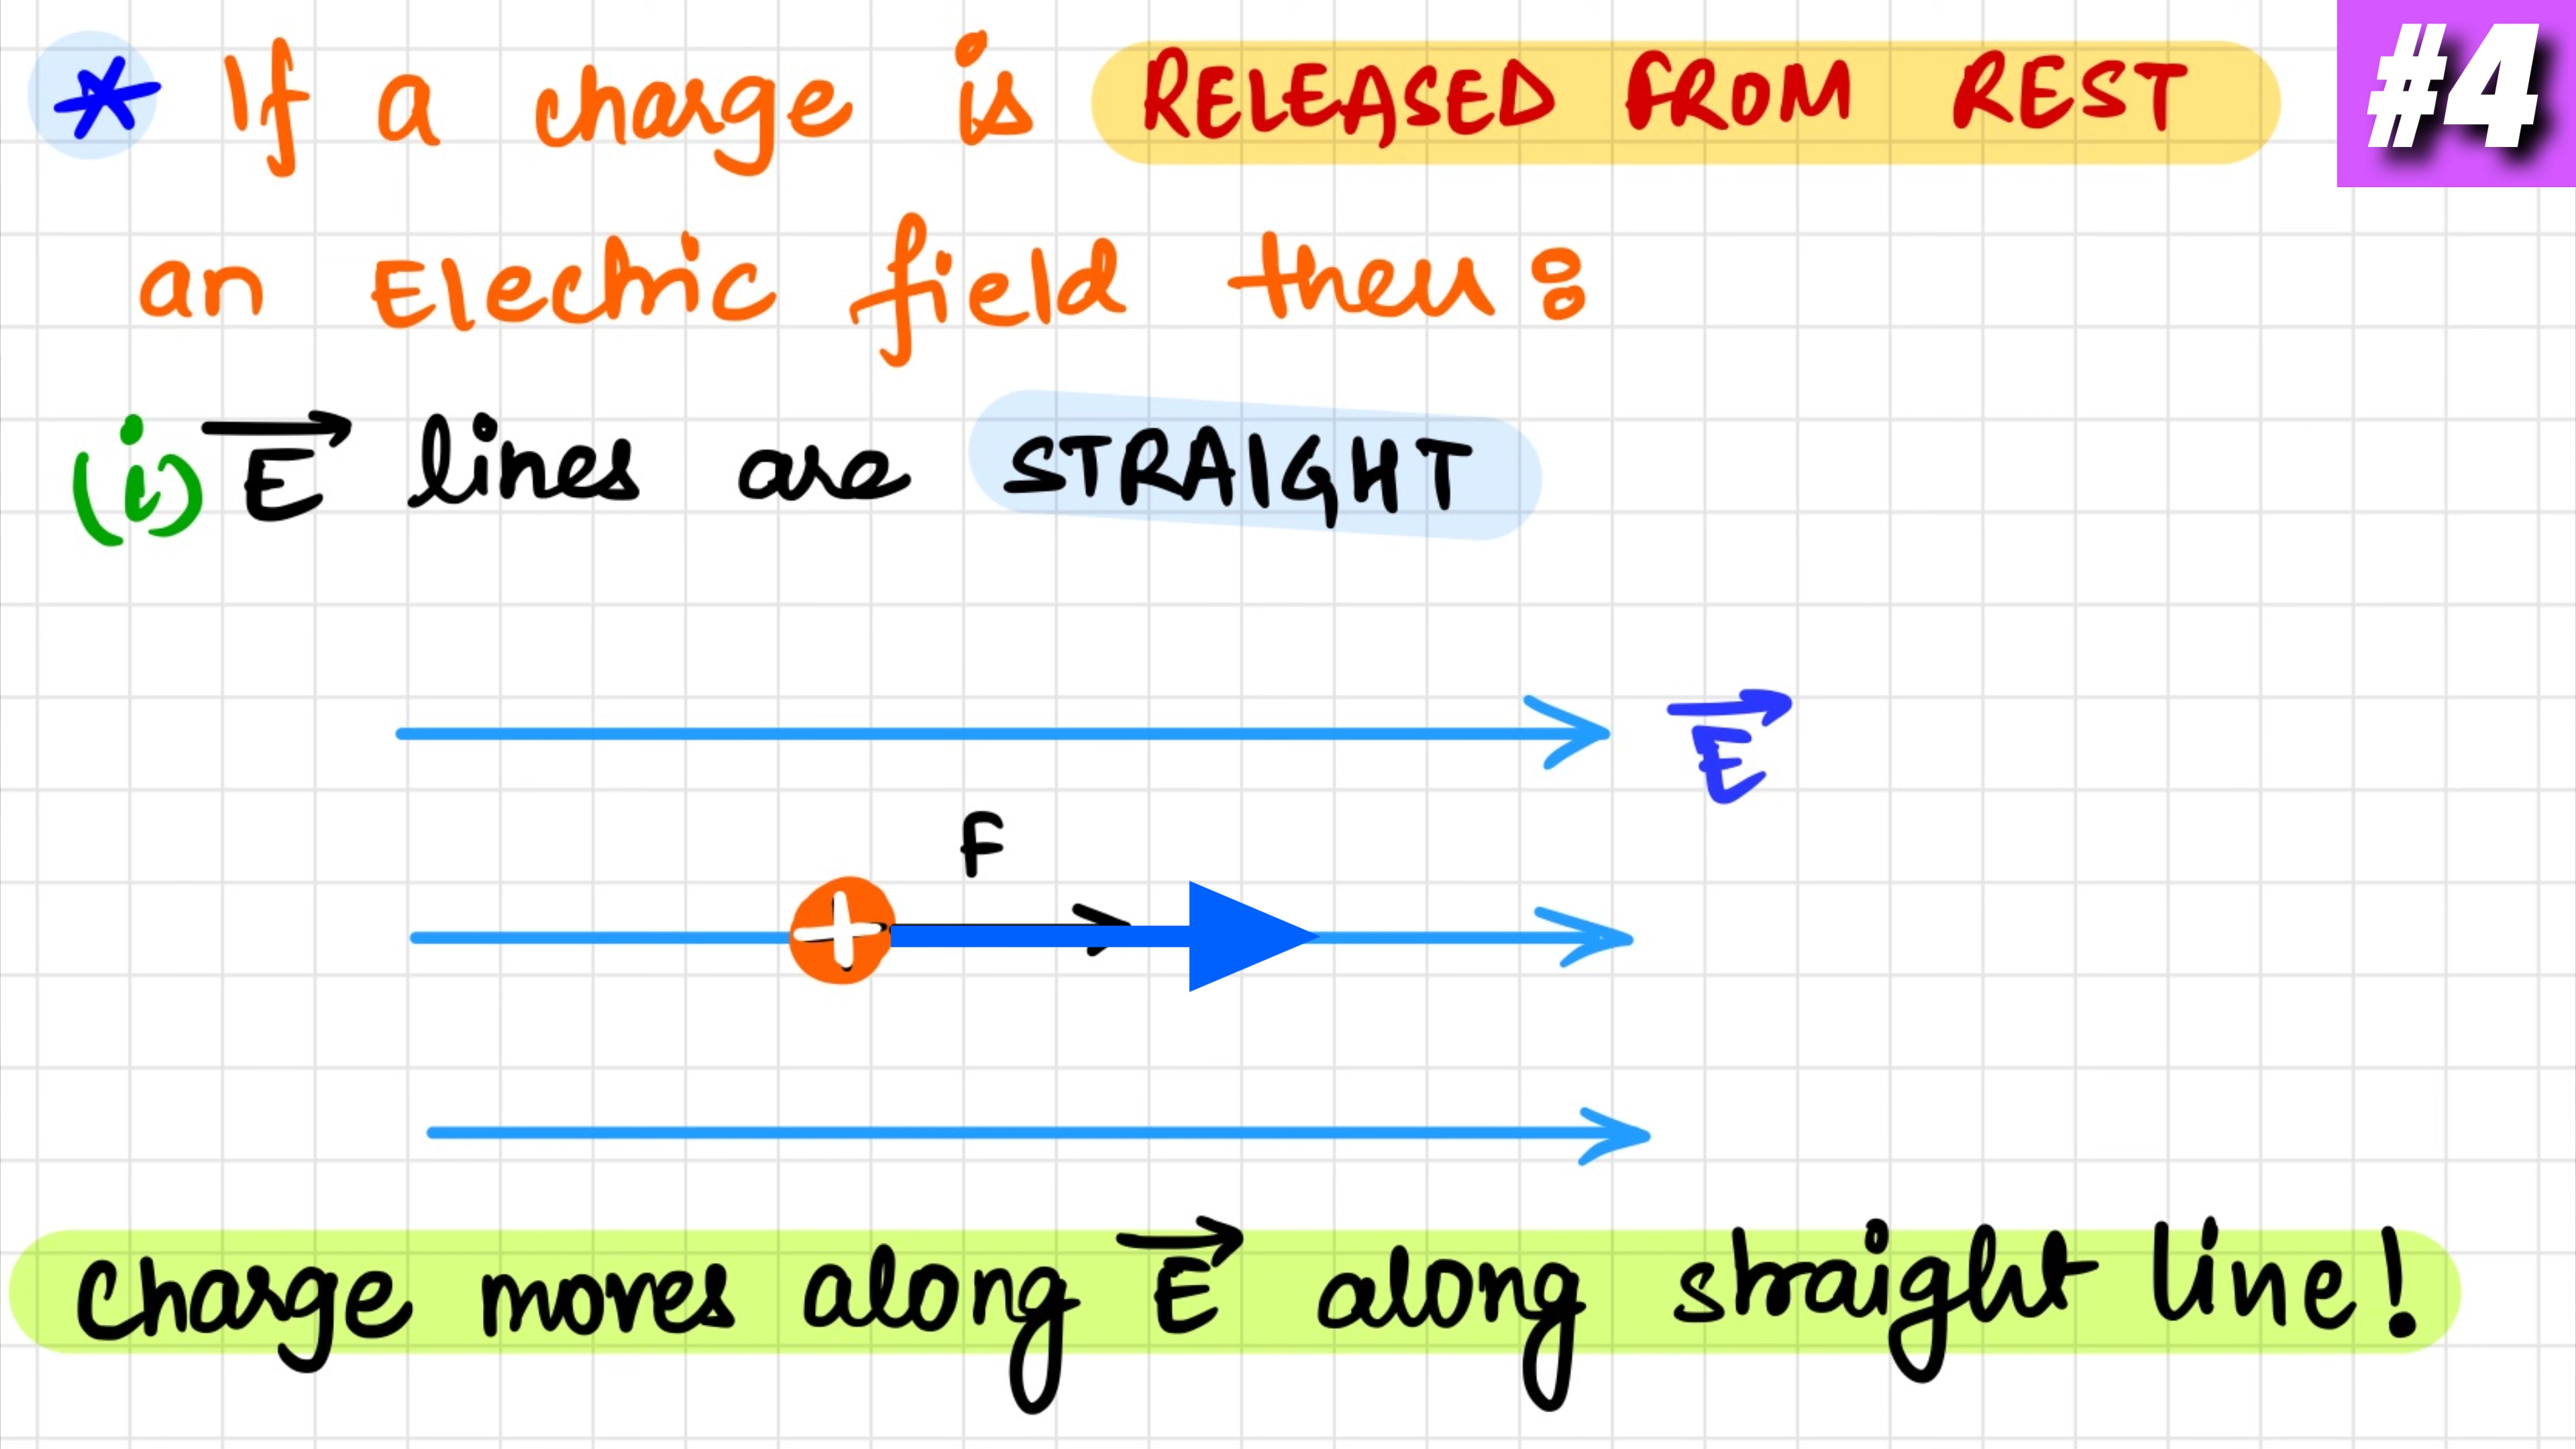 * If a charge is RELEASED FROM REST
#4
an Electric field then:
(i) E lines are STRAIGHT
E
F
+
Charge moves along E along straight line!